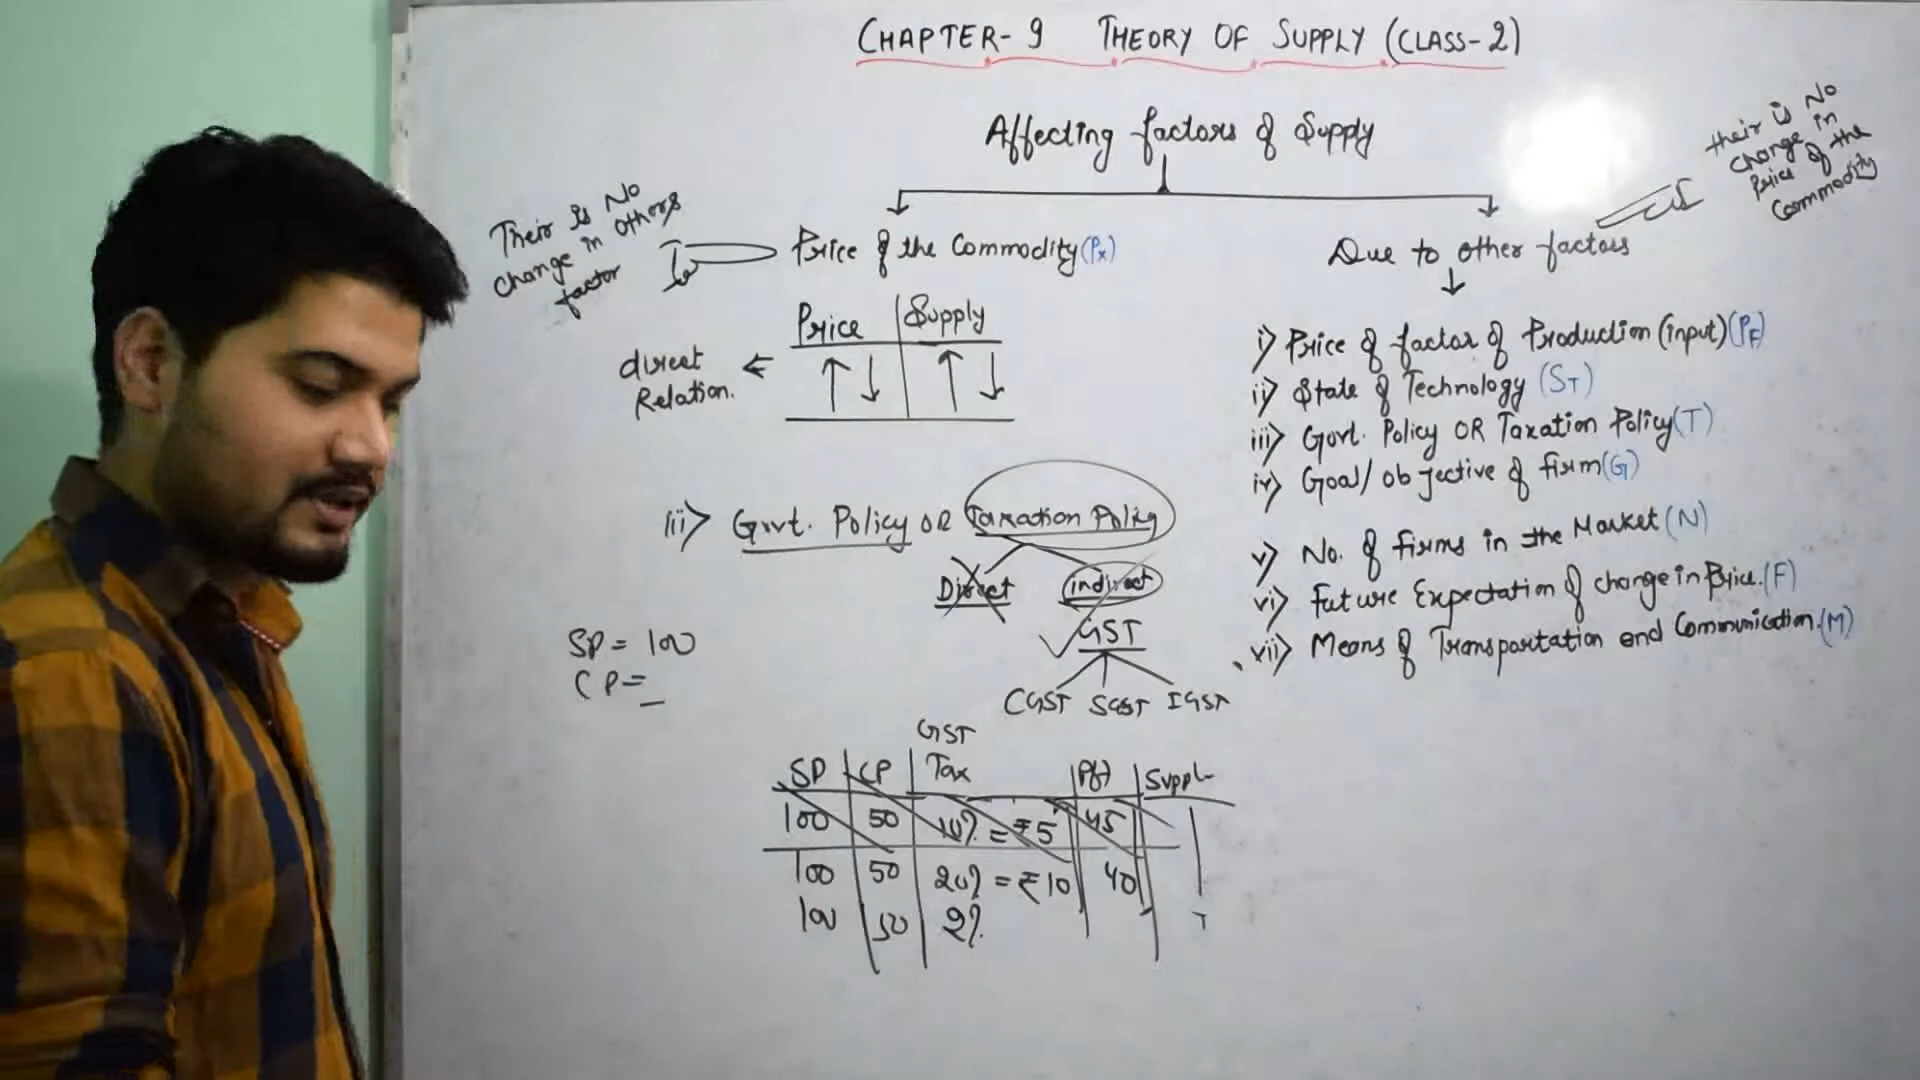 CHAPTER-9 THEORY OF SUPPLY (CLASS-2)
Affecting factors of Supply
Their is No
change in others
factor
Price of the Commodity (Px)
Due to other factors
their is No
change in
Price of the
Commodity
Price | Supply
↑ ↓ | ↑ ↓
direct
Relation.
i) Price of factor of Production (input) (PF)
ii) State of Technology (ST)
iii) Govt. Policy OR Taxation Policy (T)
iv) Goal/objective of firm (G)
v) No. of firms in the Market (N)
vi) Future Expectation of change in Price. (F)
vii) Means of Transportation and Communication. (M)
iii) Govt. Policy OR Taxation Policy
Direct indirect
GST
CGST SGST IGST
SP = 100
CP =
GST
SP CP Tax Pft Suppl
100 50 10% = ₹5 45
100 50 20% = ₹10 40
100 50 2%